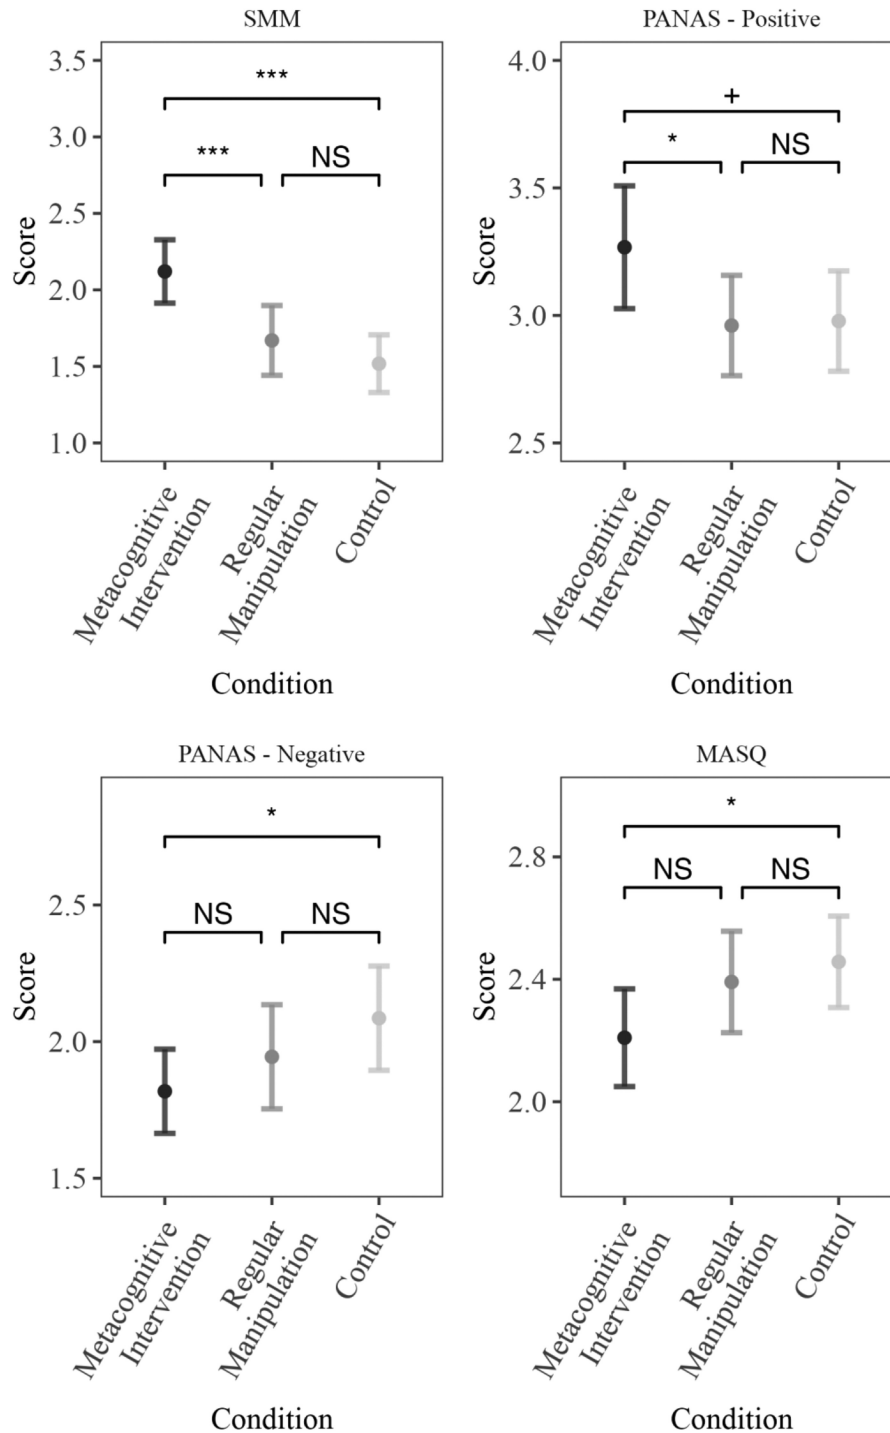 SMM
3.5
3.0
2.5
2.0
1.5
1.0
Score
***
***
NS
Metacognitive
Intervention
Regular
Manipulation
Control
Condition
PANAS - Positive
4.0
3.5
3.0
2.5
Score
+
*
NS
Metacognitive
Intervention
Regular
Manipulation
Control
Condition
PANAS - Negative
2.5
2.0
1.5
Score
*
NS
NS
Metacognitive
Intervention
Regular
Manipulation
Control
Condition
MASQ
2.8
2.4
2.0
Score
*
NS
NS
Metacognitive
Intervention
Regular
Manipulation
Control
Condition